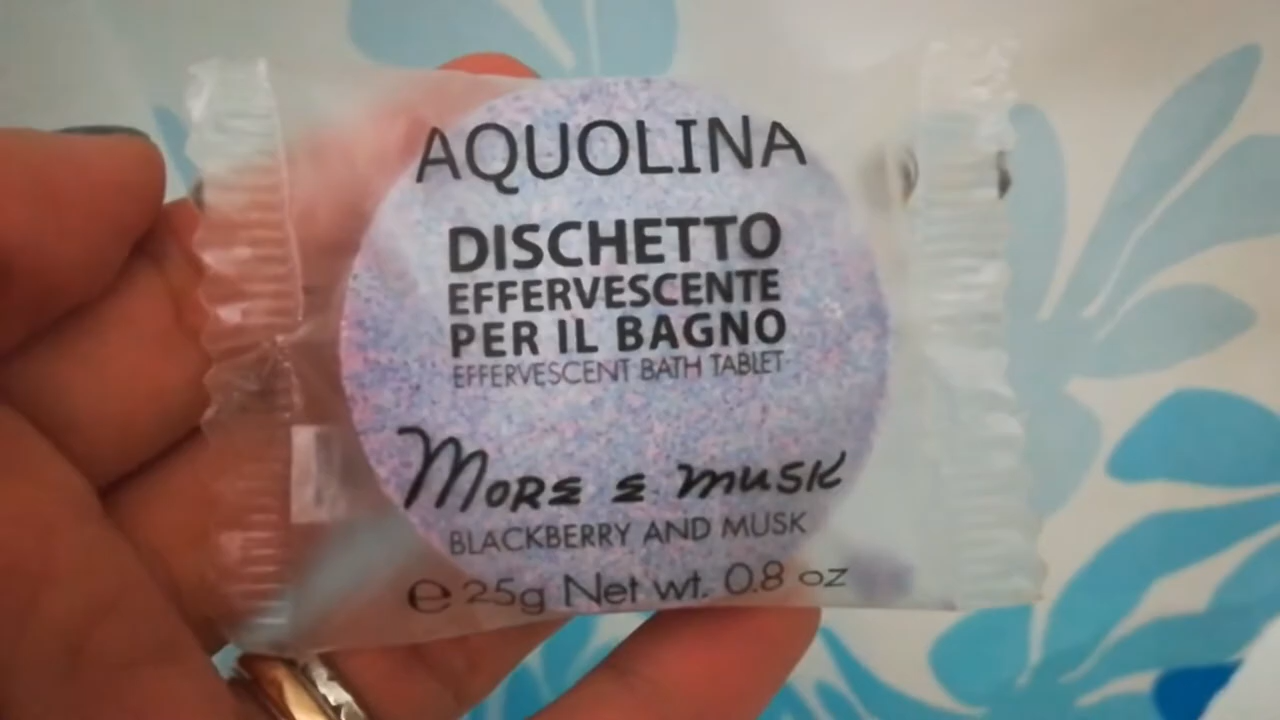 AQUOLINA
DISCHETTO
EFFERVESCENTE
PER IL BAGNO
EFFERVESCENT BATH TABLET
MORE E MUSK
BLACKBERRY AND MUSK
℮ 25g Net wt. 0.8 oz